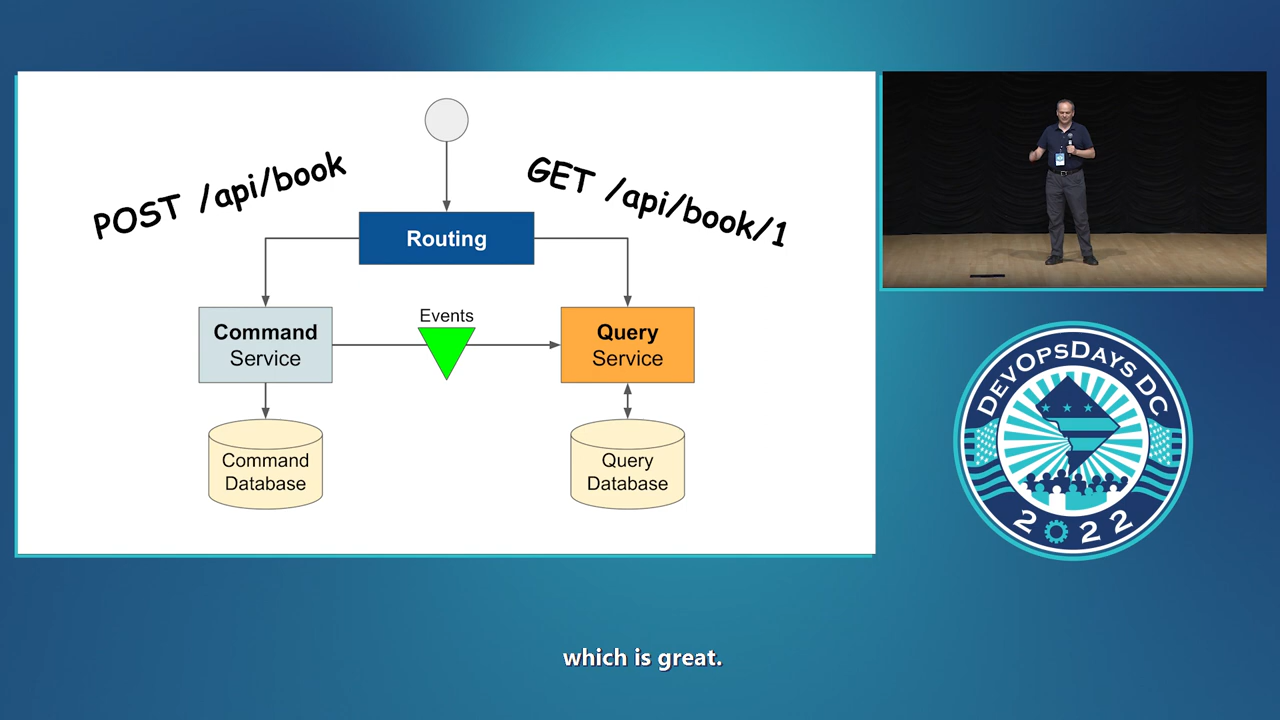 POST /api/book
GET /api/book/1
Routing
Command
Service
Events
Query
Service
Command
Database
Query
Database
DEVOPSDAYS DC
2022
which is great.